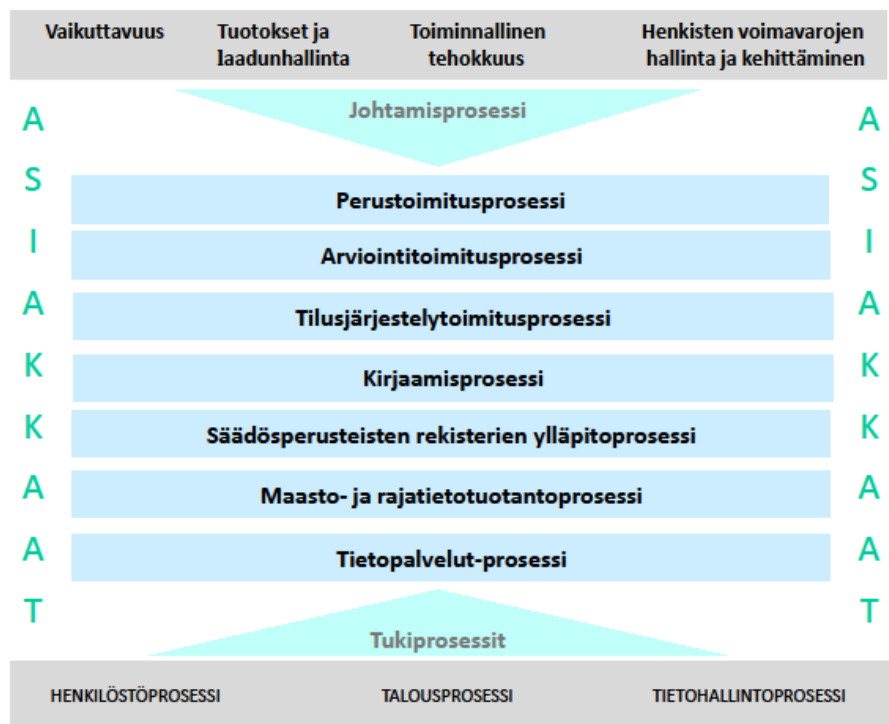 Vaikuttavuus
Tuotokset ja
laadunhallinta
Toiminnallinen
tehokkuus
Henkisten voimavarojen
hallinta ja kehittäminen
Johtamisprosessi
A
S
I
A
K
K
A
A
T
Perustoimitusprosessi
Arviointitoimitusprosessi
Tilusjärjestelytoimitusprosessi
Kirjaamisprosessi
Säädösperusteisten rekisterien ylläpitoprosessi
Maasto- ja rajatietotuotantoprosessi
Tietopalvelut-prosessi
A
S
I
A
K
K
A
A
T
Tukiprosessit
HENKILÖSTÖPROSESSI
TALOUSPROSESSI
TIETOHALLINTOPROSESSI